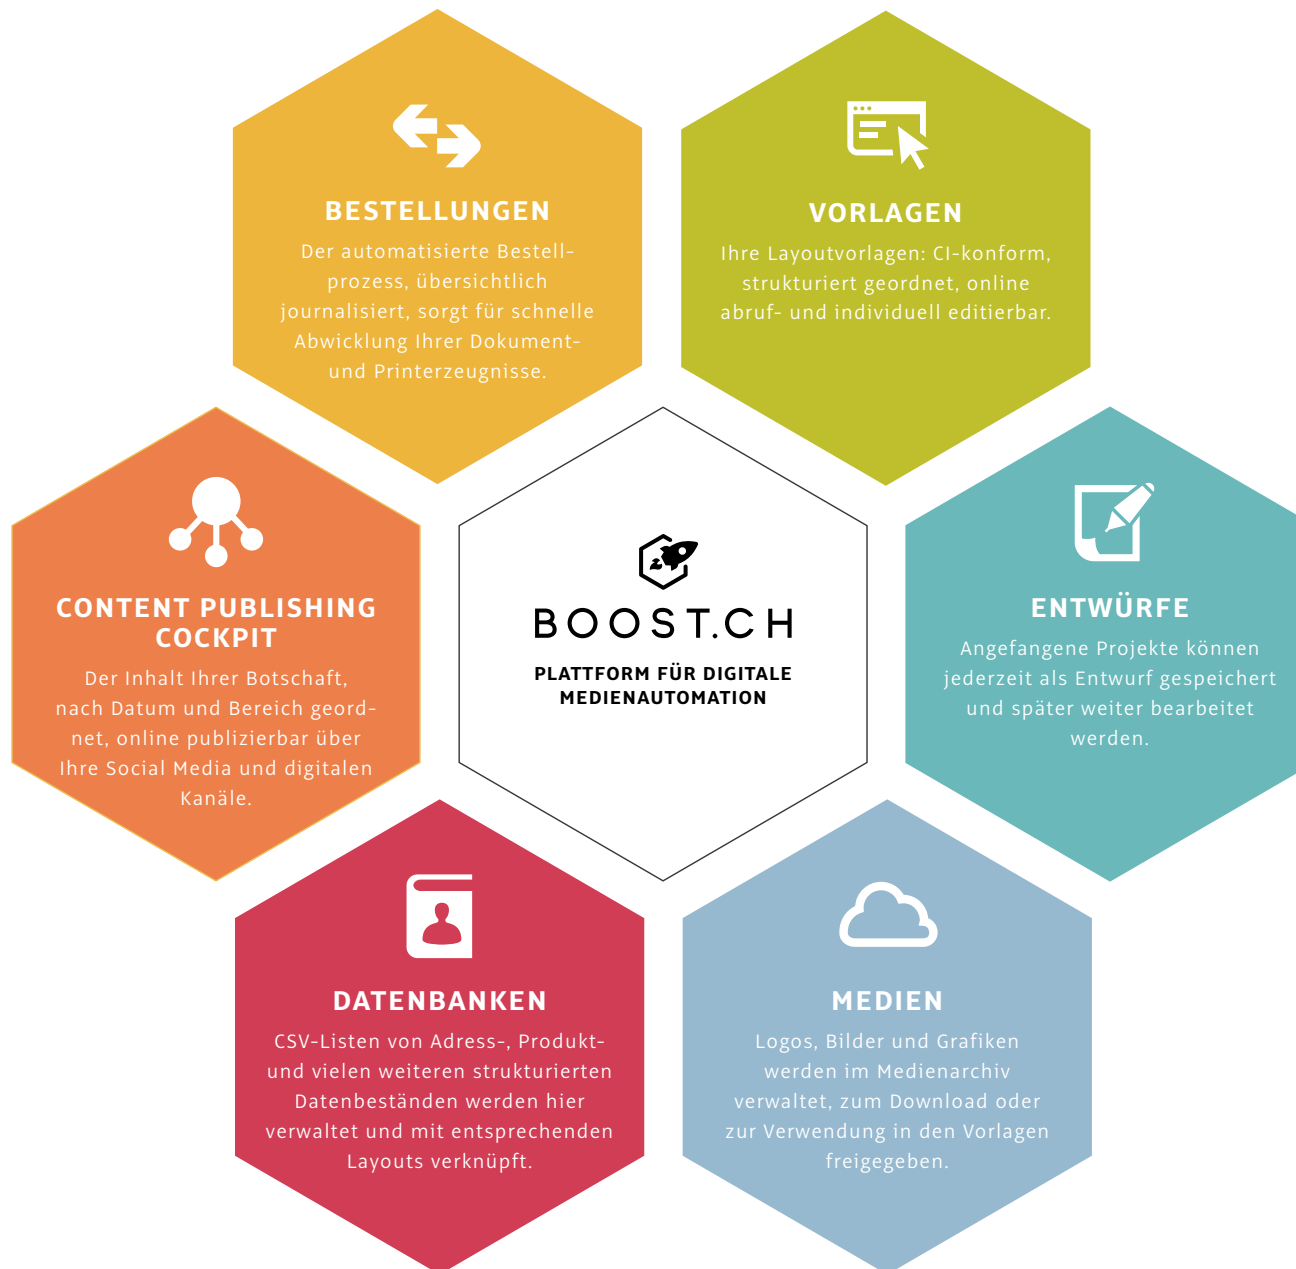 BESTELLUNGEN
Der automatisierte Bestell-
prozess, übersichtlich
journalisiert, sorgt für schnelle
Abwicklung Ihrer Dokument-
und Printerzeugnisse.
VORLAGEN
Ihre Layoutvorlagen: CI-konform,
strukturiert geordnet, online
abruf- und individuell editierbar.
CONTENT PUBLISHING
COCKPIT
Der Inhalt Ihrer Botschaft,
nach Datum und Bereich geord-
net, online publizierbar über
Ihre Social Media und digitalen
Kanäle.
BOOST.CH
PLATTFORM FÜR DIGITALE
MEDIENAUTOMATION
ENTWÜRFE
Angefangene Projekte können
jederzeit als Entwurf gespeichert
und später weiter bearbeitet
werden.
DATENBANKEN
CSV-Listen von Adress-, Produkt-
und vielen weiteren strukturierten
Datenbeständen werden hier
verwaltet und mit entsprechenden
Layouts verknüpft.
MEDIEN
Logos, Bilder und Grafiken
werden im Medienarchiv
verwaltet, zum Download oder
zur Verwendung in den Vorlagen
freigegeben.